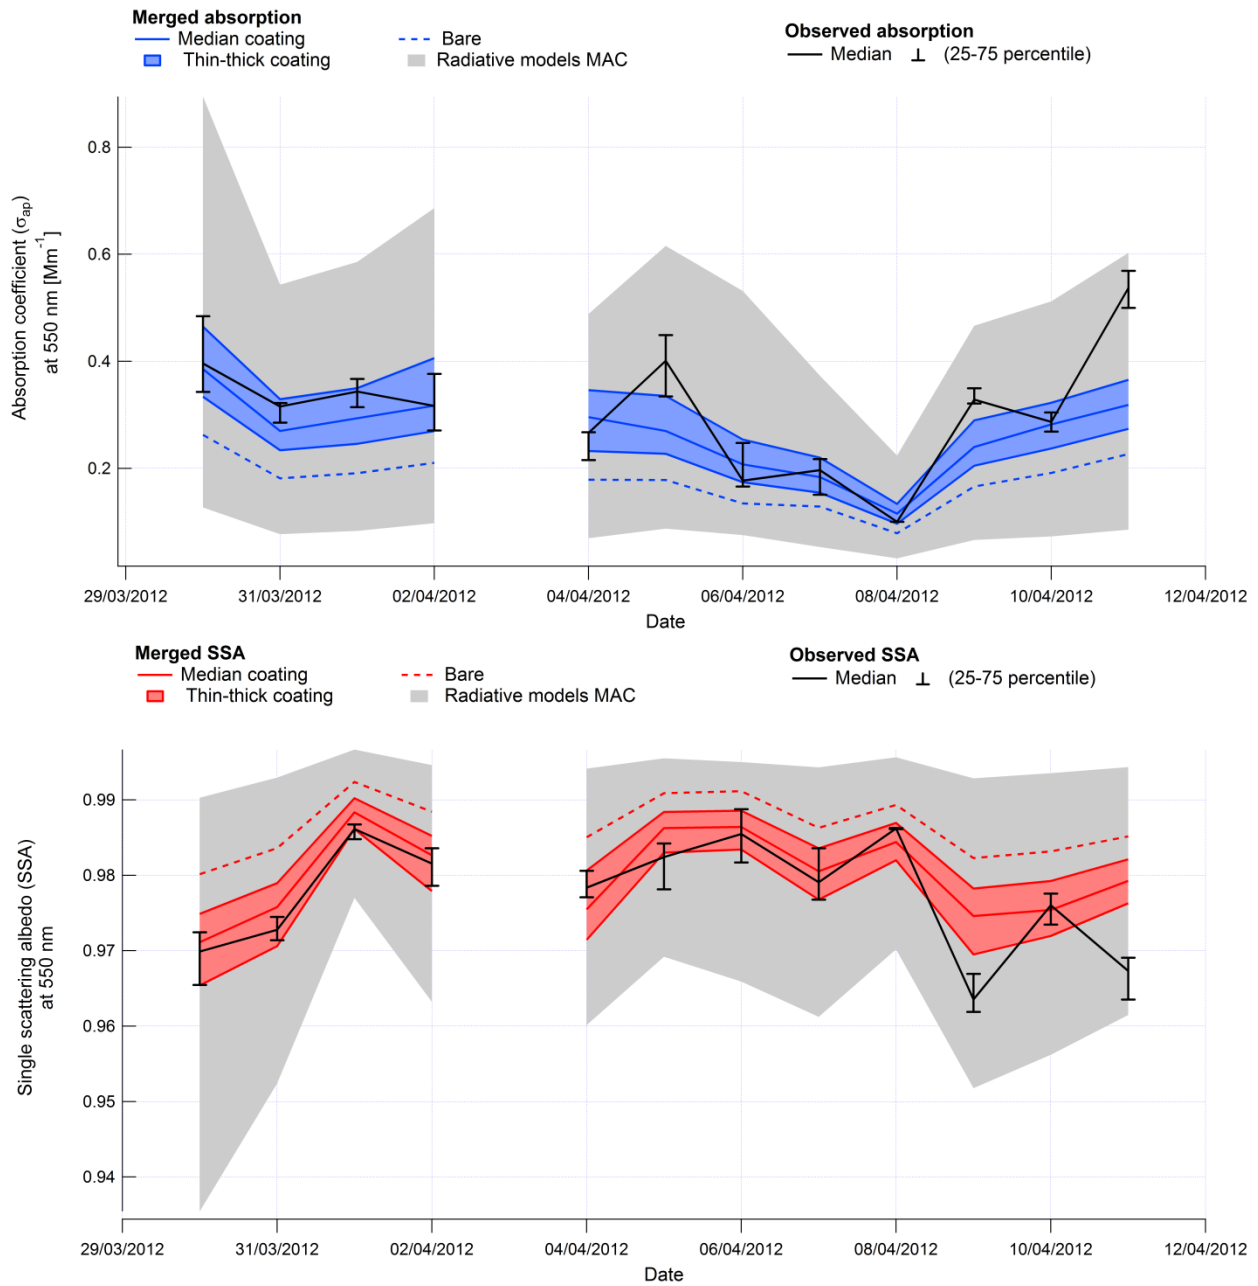 Merged absorption
Median coating
Bare
Thin-thick coating
Radiative models MAC
Observed absorption
Median
(25-75 percentile)
Absorption coefficient (σap)
at 550 nm [Mm-1]
0.8
0.6
0.4
0.2
29/03/2012
31/03/2012
02/04/2012
04/04/2012
06/04/2012
08/04/2012
10/04/2012
12/04/2012
Date
Merged SSA
Median coating
Bare
Thin-thick coating
Radiative models MAC
Observed SSA
Median
(25-75 percentile)
Single scattering albedo (SSA)
at 550 nm
0.99
0.98
0.97
0.96
0.95
0.94
29/03/2012
31/03/2012
02/04/2012
04/04/2012
06/04/2012
08/04/2012
10/04/2012
12/04/2012
Date